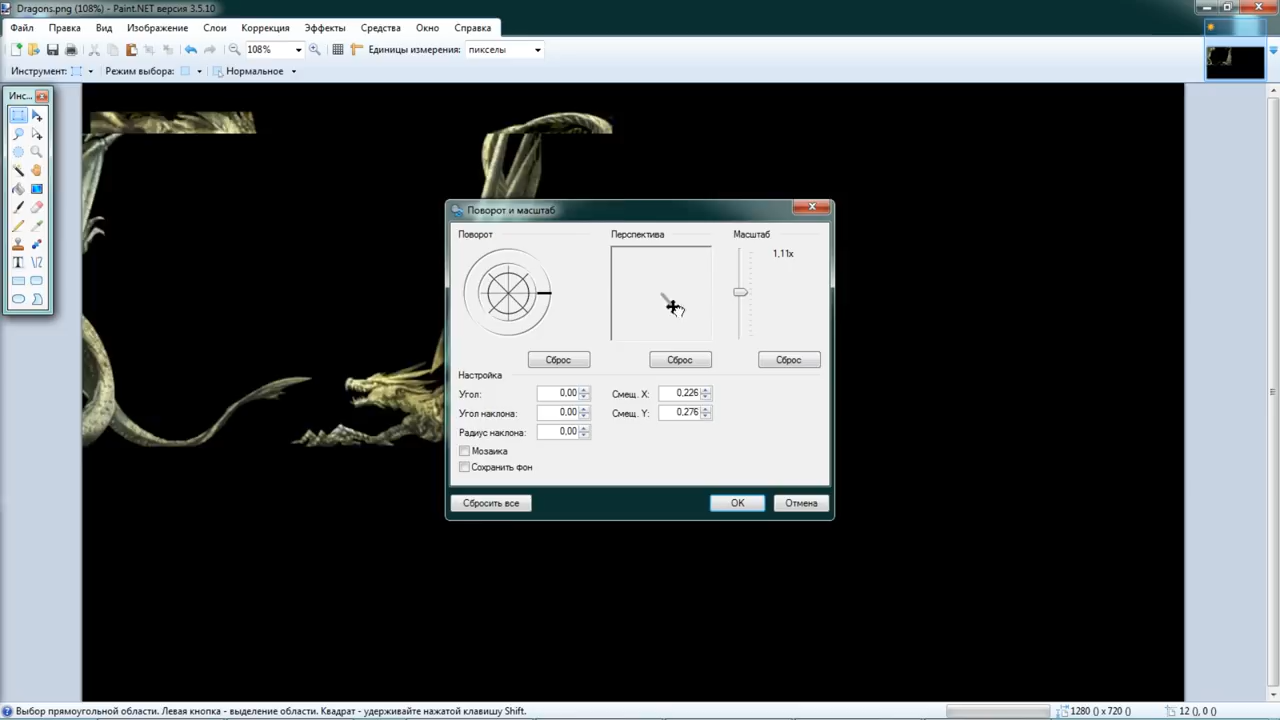 Dragons.png (108%) - Paint.NET версия 3.5.10
Файл Правка Вид Изображение Слои Коррекция Эффекты Средства Окно Справка
108% Единицы измерения: пикселы
Инструмент: Режим выбора: Нормальное
Инс...
Поворот и масштаб
Поворот Перспектива Масштаб
1,11x
Сброс Сброс Сброс
Настройка
Угол: 0,00 Смещ. X: 0,226
Угол наклона: 0,00 Смещ. Y: 0,276
Радиус наклона: 0,00
Мозаика
Сохранить фон
Сбросить все OK Отмена
Выбор прямоугольной области. Левая кнопка - выделение области. Квадрат - удерживайте нажатой клавишу Shift. 1280 () x 720 () 12 (), 0 ()